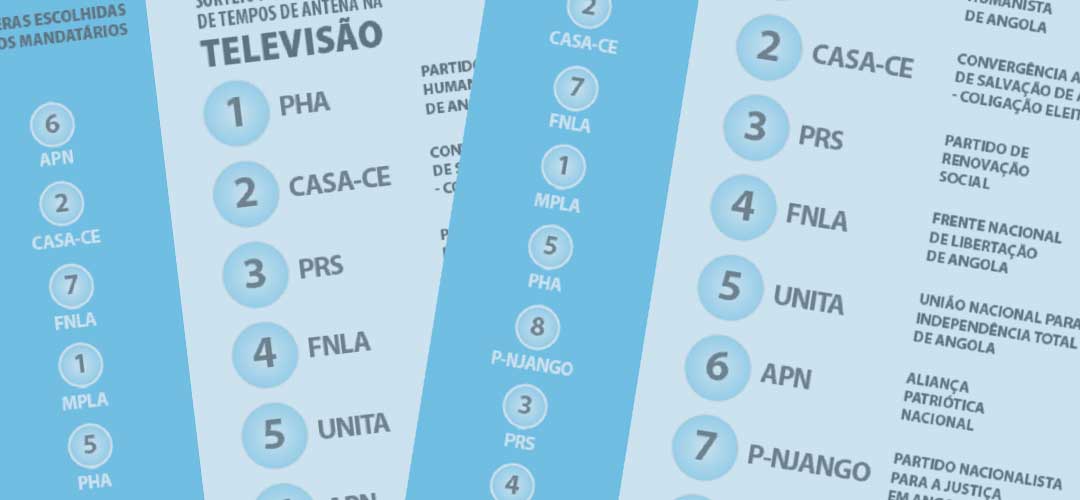 ESCOLHIDAS
MANDATÁRIOS
6
APN
2
CASA-CE
7
FNLA
1
MPLA
5
PHA
DE TEMPOS DE ANTENA NA
TELEVISÃO
1
PHA
PARTIDO
DE
2
CASA-CE
3
PRS
4
FNLA
5
UNITA
2
CASA-CE
7
FNLA
1
MPLA
5
PHA
8
P-NJANGO
3
PRS
4
DE ANGOLA
2
CASA-CE
CONVERGÊNCIA
DE SALVAÇÃO DE
- COLIGAÇÃO
3
PRS
PARTIDO DE
RENOVAÇÃO
SOCIAL
4
FNLA
FRENTE NACIONAL
DE LIBERTAÇÃO
DE ANGOLA
5
UNITA
UNIÃO NACIONAL PARA
INDEPENDÊNCIA TOTAL
DE ANGOLA
6
APN
ALIANÇA
PATRIÓTICA
NACIONAL
7
P-NJANGO
PARTIDO NACIONALISTA
PARA A JUSTIÇA